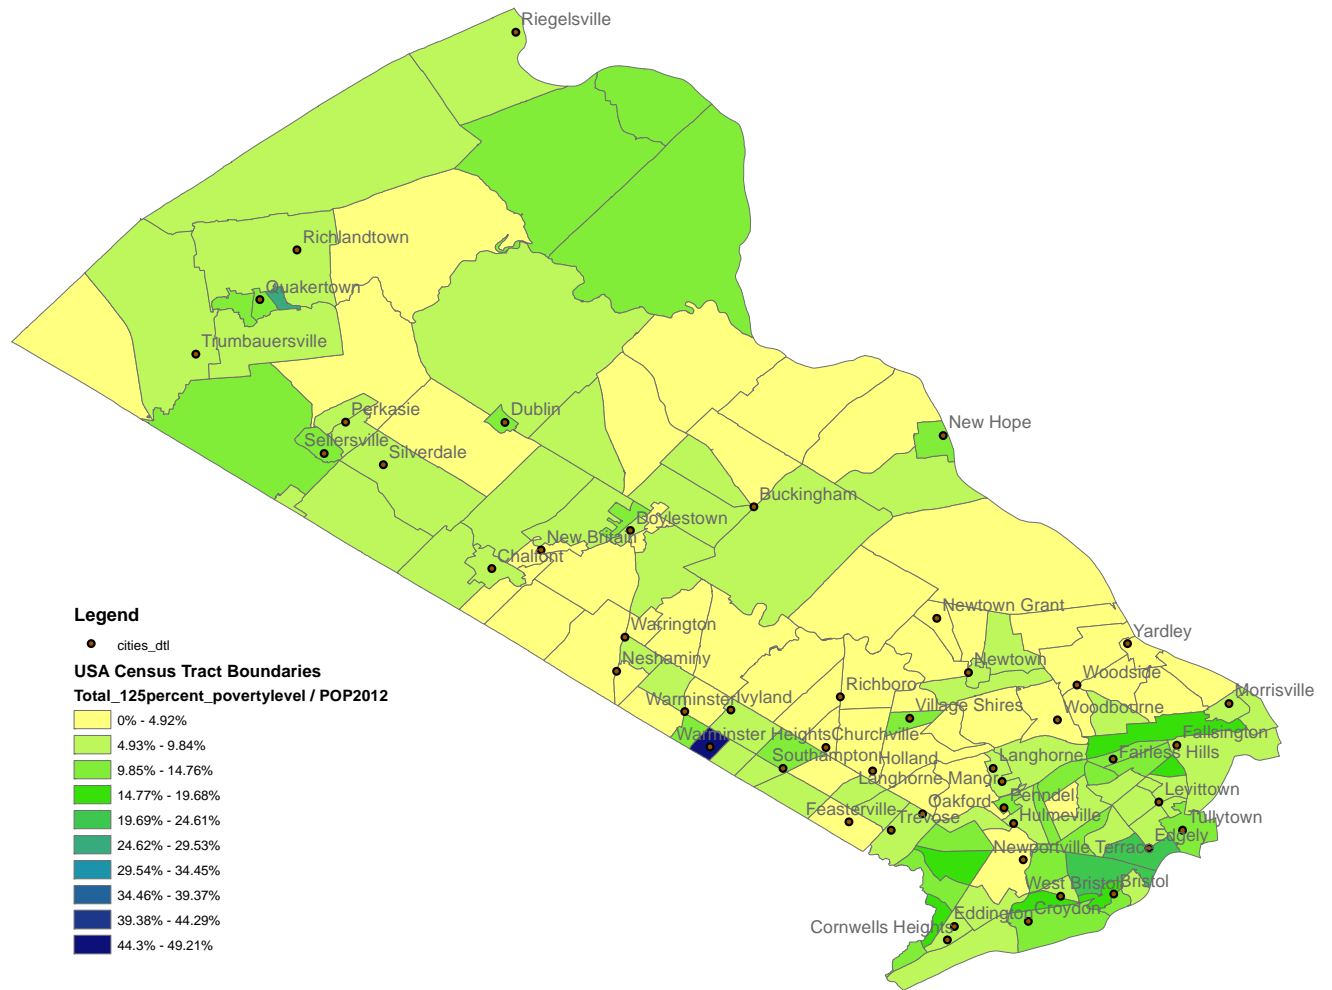 Riegelsville
Richlandtown
Quakertown
Trumbauersville
Perkasie
Dublin
Sellersville
Silverdale
New Hope
Buckingham
Doylestown
New Britain
Chalfont
Newtown Grant
Warrington
Yardley
Neshaminy
Newtown
Woodside
Richboro
Morrisville
Warminster
Ivyland
Village Shires
Woodbourne
Warminster Heights
Churchville
Fallsington
Southampton
Holland
Langhorne
Fairless Hills
Langhorne Manor
Levittown
Feasterville
Oakford
Penndel
Trevose
Hulmeville
Tullytown
Edgely
Newportville Terrace
West Bristol
Bristol
Eddington
Croydon
Cornwells Heights
Legend
cities_dtl
USA Census Tract Boundaries
Total_125percent_povertylevel / POP2012
0% - 4.92%
4.93% - 9.84%
9.85% - 14.76%
14.77% - 19.68%
19.69% - 24.61%
24.62% - 29.53%
29.54% - 34.45%
34.46% - 39.37%
39.38% - 44.29%
44.3% - 49.21%